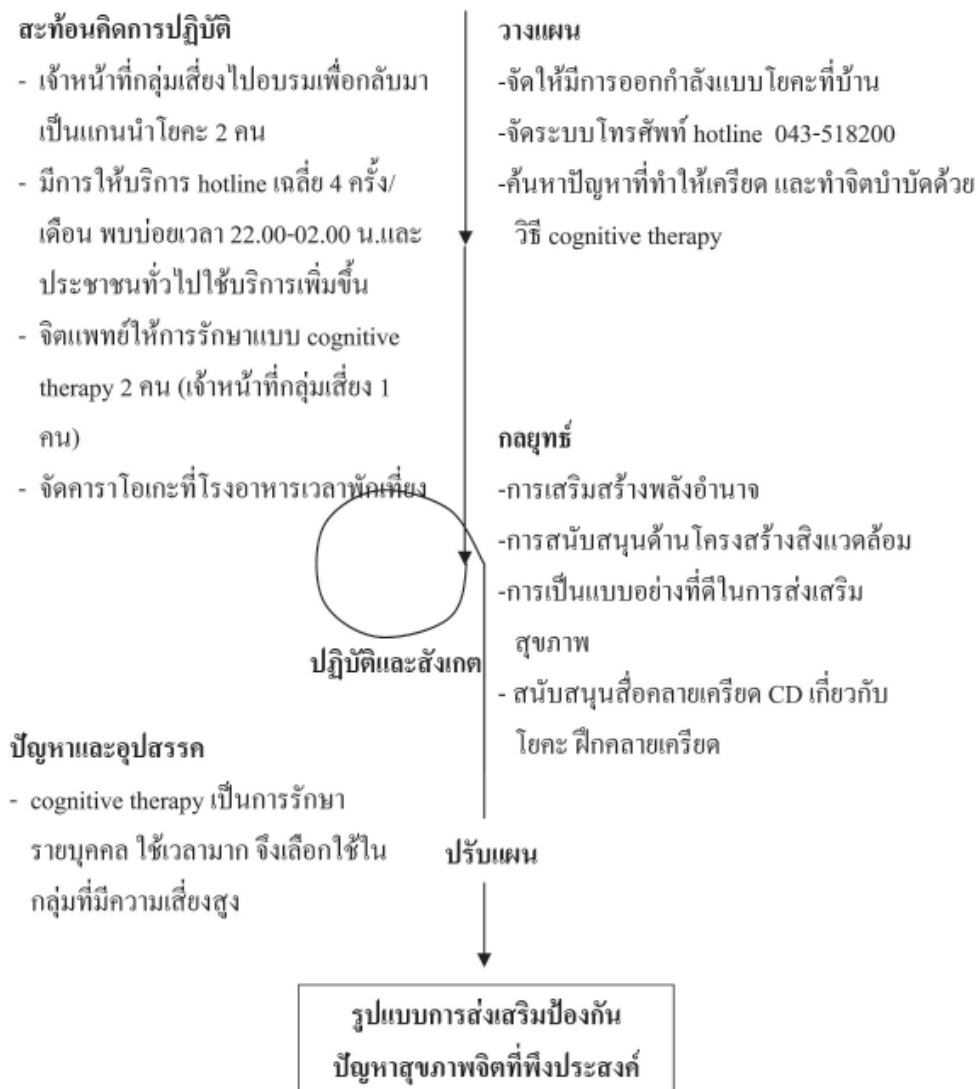 สะท้อนคิดการปฏิบัติ
- เจ้าหน้าที่กลุ่มเสี่ยงไปอบรมเพื่อกลับมา
เป็นแกนนำโยคะ 2 คน
- มีการให้บริการ hotline เฉลี่ย 4 ครั้ง/
เดือน พบบ่อยเวลา 22.00-02.00 น.และ
ประชาชนทั่วไปใช้บริการเพิ่มขึ้น
- จิตแพทย์ให้การรักษาแบบ cognitive
therapy 2 คน (เจ้าหน้าที่กลุ่มเสี่ยง 1
คน)
- จัดคาราโอเกะที่โรงอาหารเวลาพักเที่ยง
วางแผน
-จัดให้มีการออกกำลังแบบโยคะที่บ้าน
-จัดระบบโทรศัพท์ hotline 043-518200
-ค้นหาปัญหาที่ทำให้เครียด และทำจิตบำบัดด้วย
วิธี cognitive therapy
กลยุทธ์
-การเสริมสร้างพลังอำนาจ
-การสนับสนุนด้านโครงสร้างสิ่งแวดล้อม
-การเป็นแบบอย่างที่ดีในการส่งเสริม
สุขภาพ
- สนับสนุนสื่อคลายเครียด CD เกี่ยวกับ
โยคะ ฝึกคลายเครียด
ปฏิบัติและสังเกต
ปัญหาและอุปสรรค
- cognitive therapy เป็นการรักษา
รายบุคคล ใช้เวลามาก จึงเลือกใช้ใน
กลุ่มที่มีความเสี่ยงสูง
ปรับแผน
รูปแบบการส่งเสริมป้องกัน
ปัญหาสุขภาพจิตที่พึงประสงค์